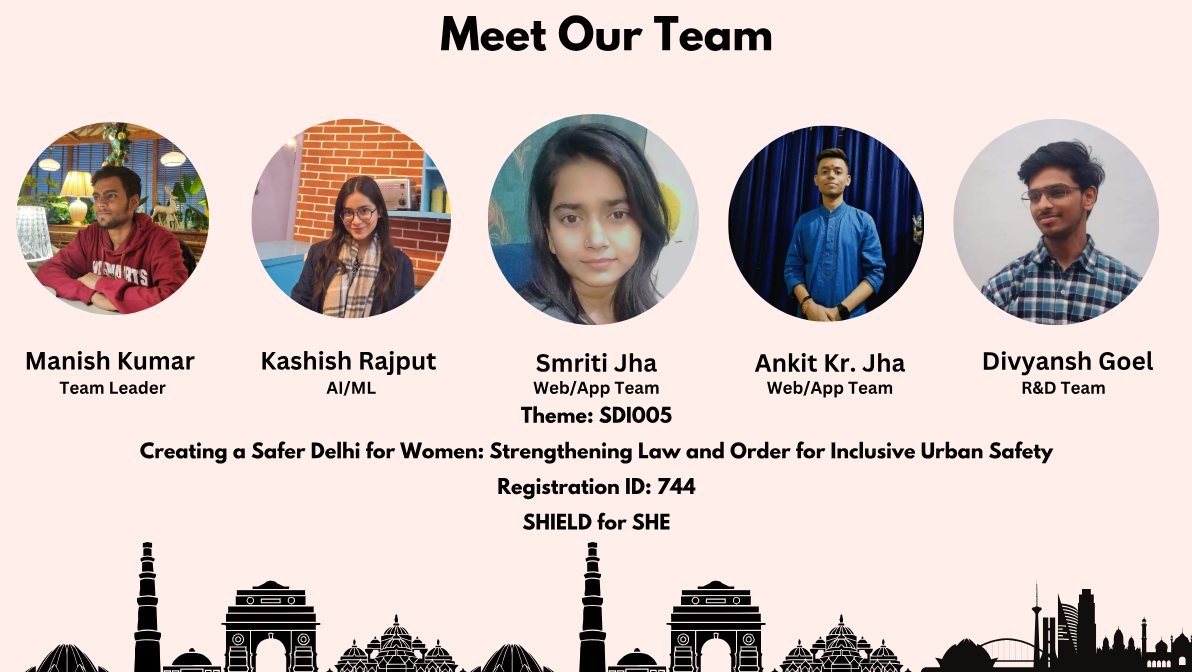 Meet Our Team
Manish Kumar
Team Leader
Kashish Rajput
AI/ML
Smriti Jha
Web/App Team
Ankit Kr. Jha
Web/App Team
Divyansh Goel
R&D Team
Theme: SDI005
Creating a Safer Delhi for Women: Strengthening Law and Order for Inclusive Urban Safety
Registration ID: 744
SHIELD for SHE